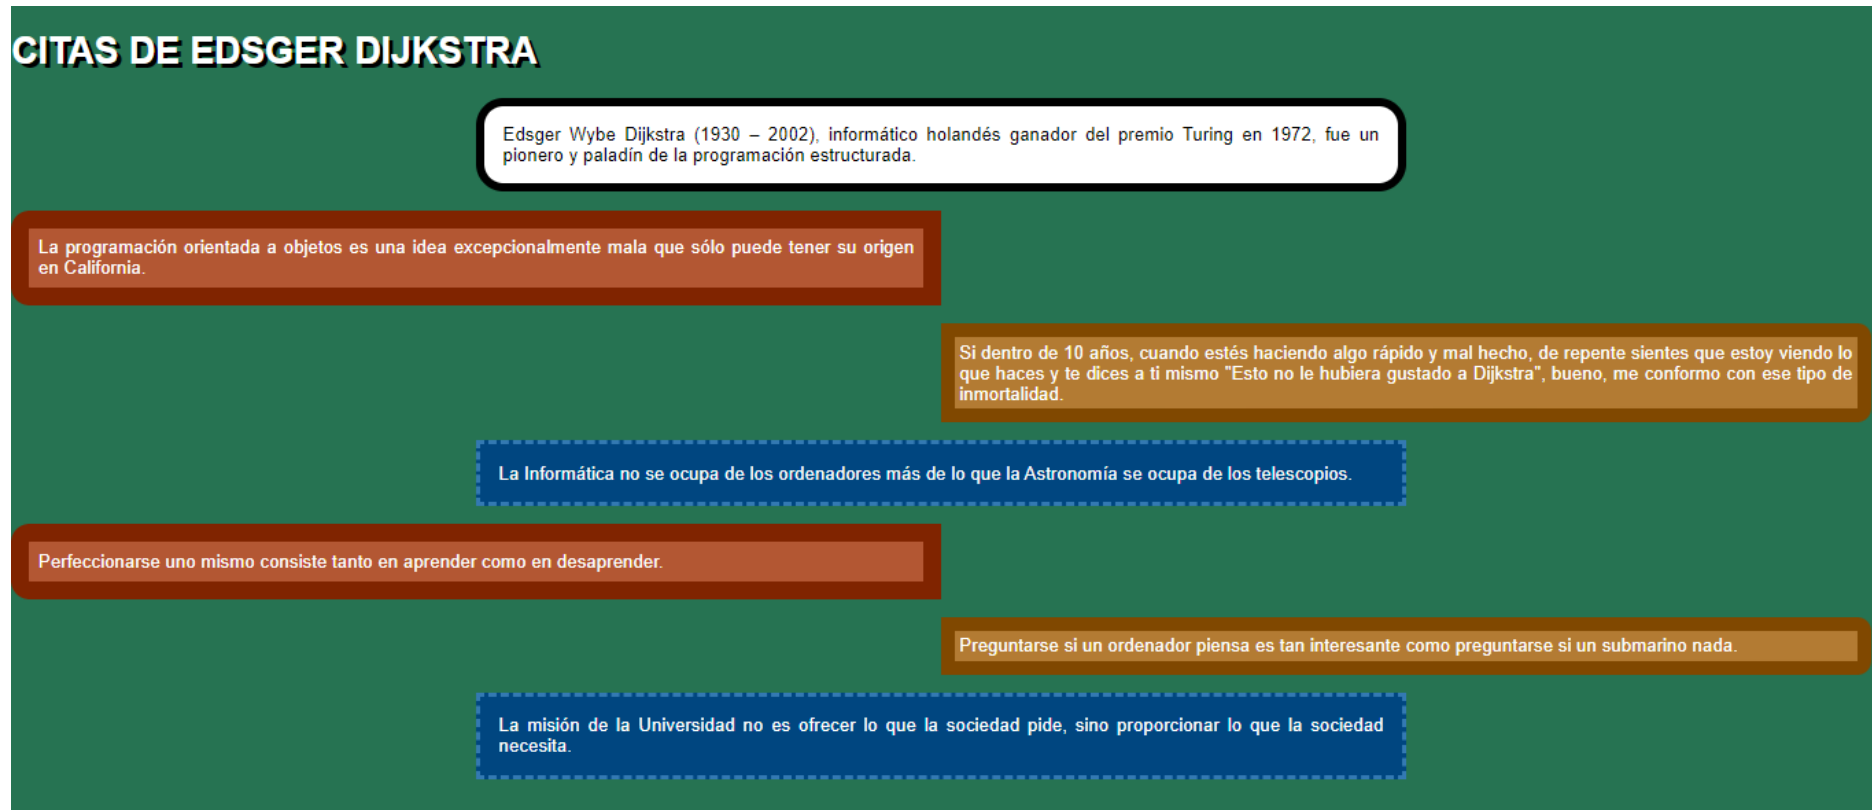 CITAS DE EDSGER DIJKSTRA
Edsger Wybe Dijkstra (1930 – 2002), informático holandés ganador del premio Turing en 1972, fue un
pionero y paladín de la programación estructurada.
La programación orientada a objetos es una idea excepcionalmente mala que sólo puede tener su origen
en California.
Si dentro de 10 años, cuando estés haciendo algo rápido y mal hecho, de repente sientes que estoy viendo lo
que haces y te dices a ti mismo "Esto no le hubiera gustado a Dijkstra", bueno, me conformo con ese tipo de
inmortalidad.
La Informática no se ocupa de los ordenadores más de lo que la Astronomía se ocupa de los telescopios.
Perfeccionarse uno mismo consiste tanto en aprender como en desaprender.
Preguntarse si un ordenador piensa es tan interesante como preguntarse si un submarino nada.
La misión de la Universidad no es ofrecer lo que la sociedad pide, sino proporcionar lo que la sociedad
necesita.